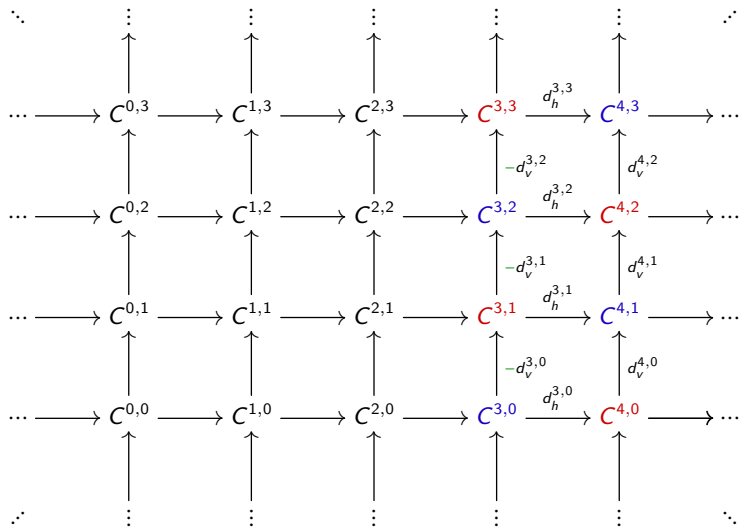 ⋱ ⋮ ⋮ ⋮ ⋮ ⋮ ⋰
d_h^{3,3}
⋯ C^{0,3} C^{1,3} C^{2,3} C^{3,3} C^{4,3} ⋯
−d_v^{3,2} d_v^{4,2}
d_h^{3,2}
⋯ C^{0,2} C^{1,2} C^{2,2} C^{3,2} C^{4,2} ⋯
−d_v^{3,1} d_v^{4,1}
d_h^{3,1}
⋯ C^{0,1} C^{1,1} C^{2,1} C^{3,1} C^{4,1} ⋯
−d_v^{3,0} d_v^{4,0}
d_h^{3,0}
⋯ C^{0,0} C^{1,0} C^{2,0} C^{3,0} C^{4,0} ⋯
⋰ ⋮ ⋮ ⋮ ⋮ ⋮ ⋱